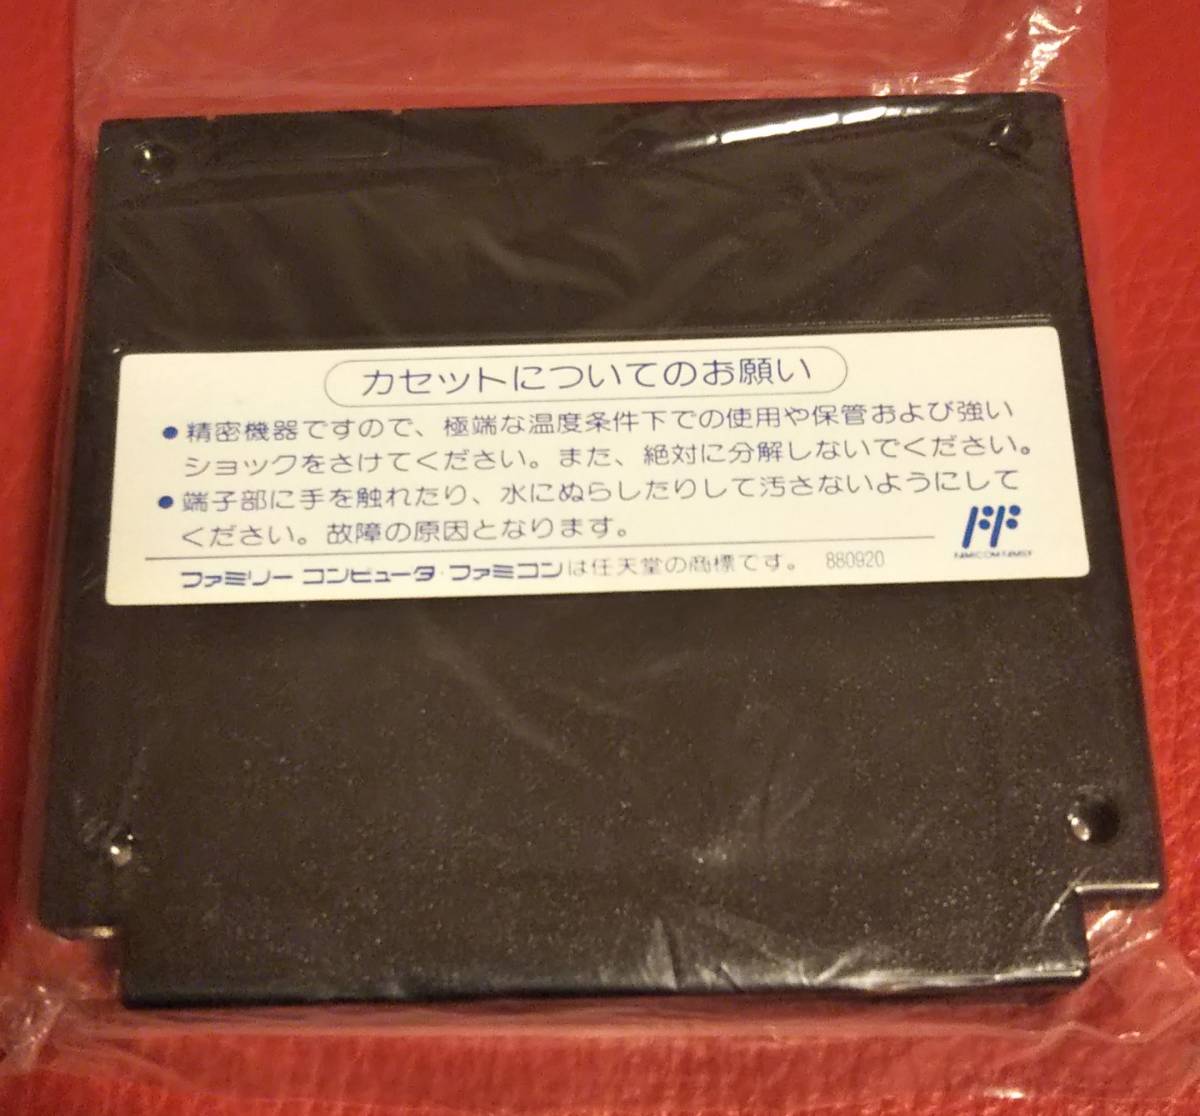 カセットについてのお願い
●精密機器ですので、極端な温度条件下での使用や保管および強い
ショックをさけてください。また、絶対に分解しないでください。
●端子部に手を触れたり、水にぬらしたりして汚さないようにして
ください。故障の原因となります。
FF
FAMICOM FAMILY
ファミリーコンピュータ・ファミコンは任天堂の商標です。 880920